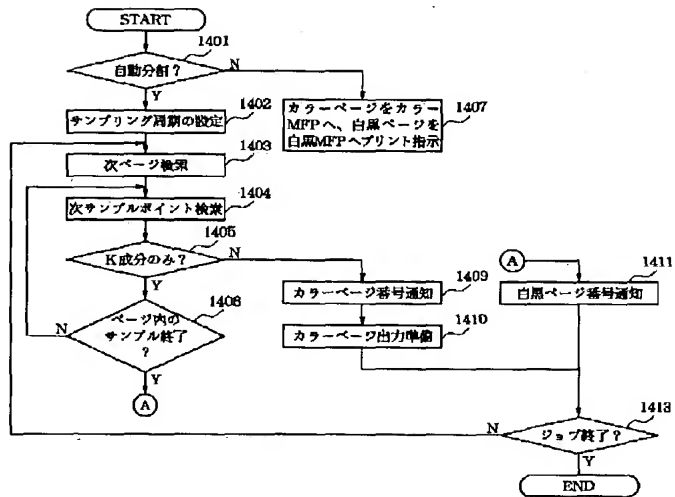 START
1401
自動分割?
N
Y
1402
サンプリング周期の設定
カラーページをカラー
MFPへ、白黒ページを
白黒MFPへプリント指示
1407
1403
次ページ検索
1404
次サンプルポイント検索
1405
K成分のみ?
N
Y
1408
ページ内の
サンプル終了
?
N
Y
A
1409
カラーページ番号通知
1410
カラーページ出力準備
A
1411
白黒ページ番号通知
1413
ジョブ終了?
N
Y
END